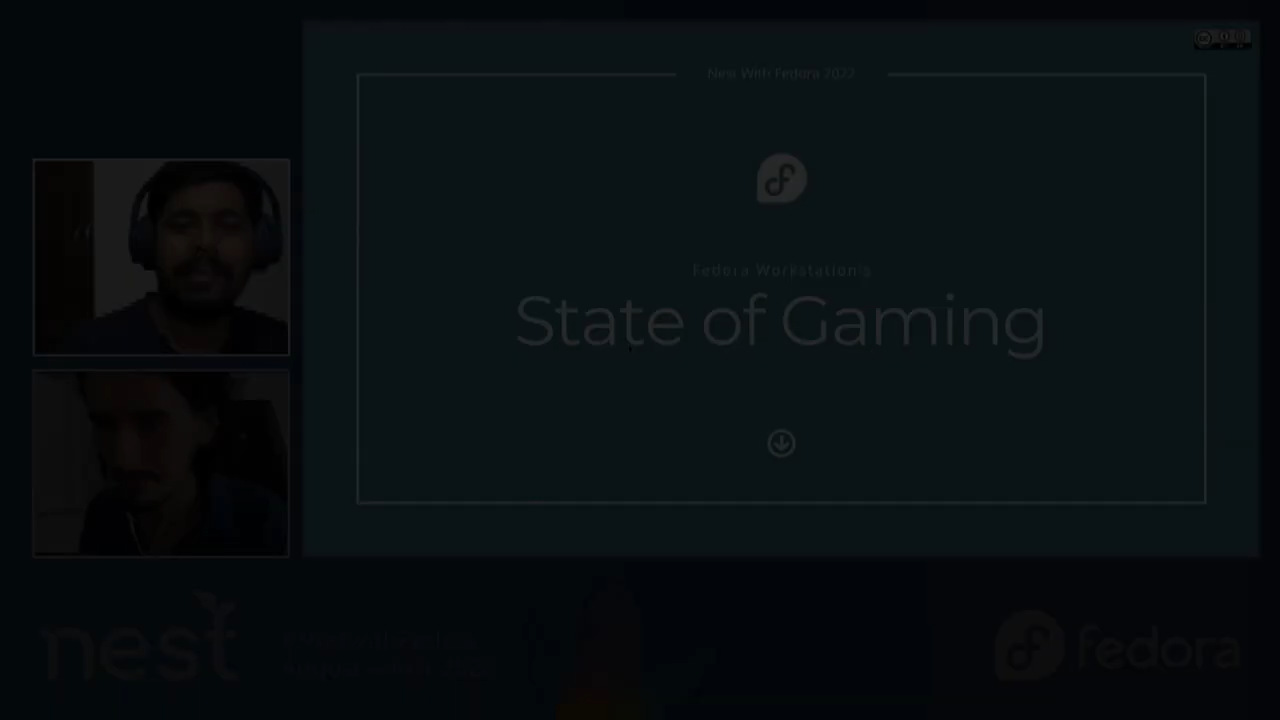 Nest With Fedora 2022
Fedora Workstation's
State of Gaming
nest
fedora